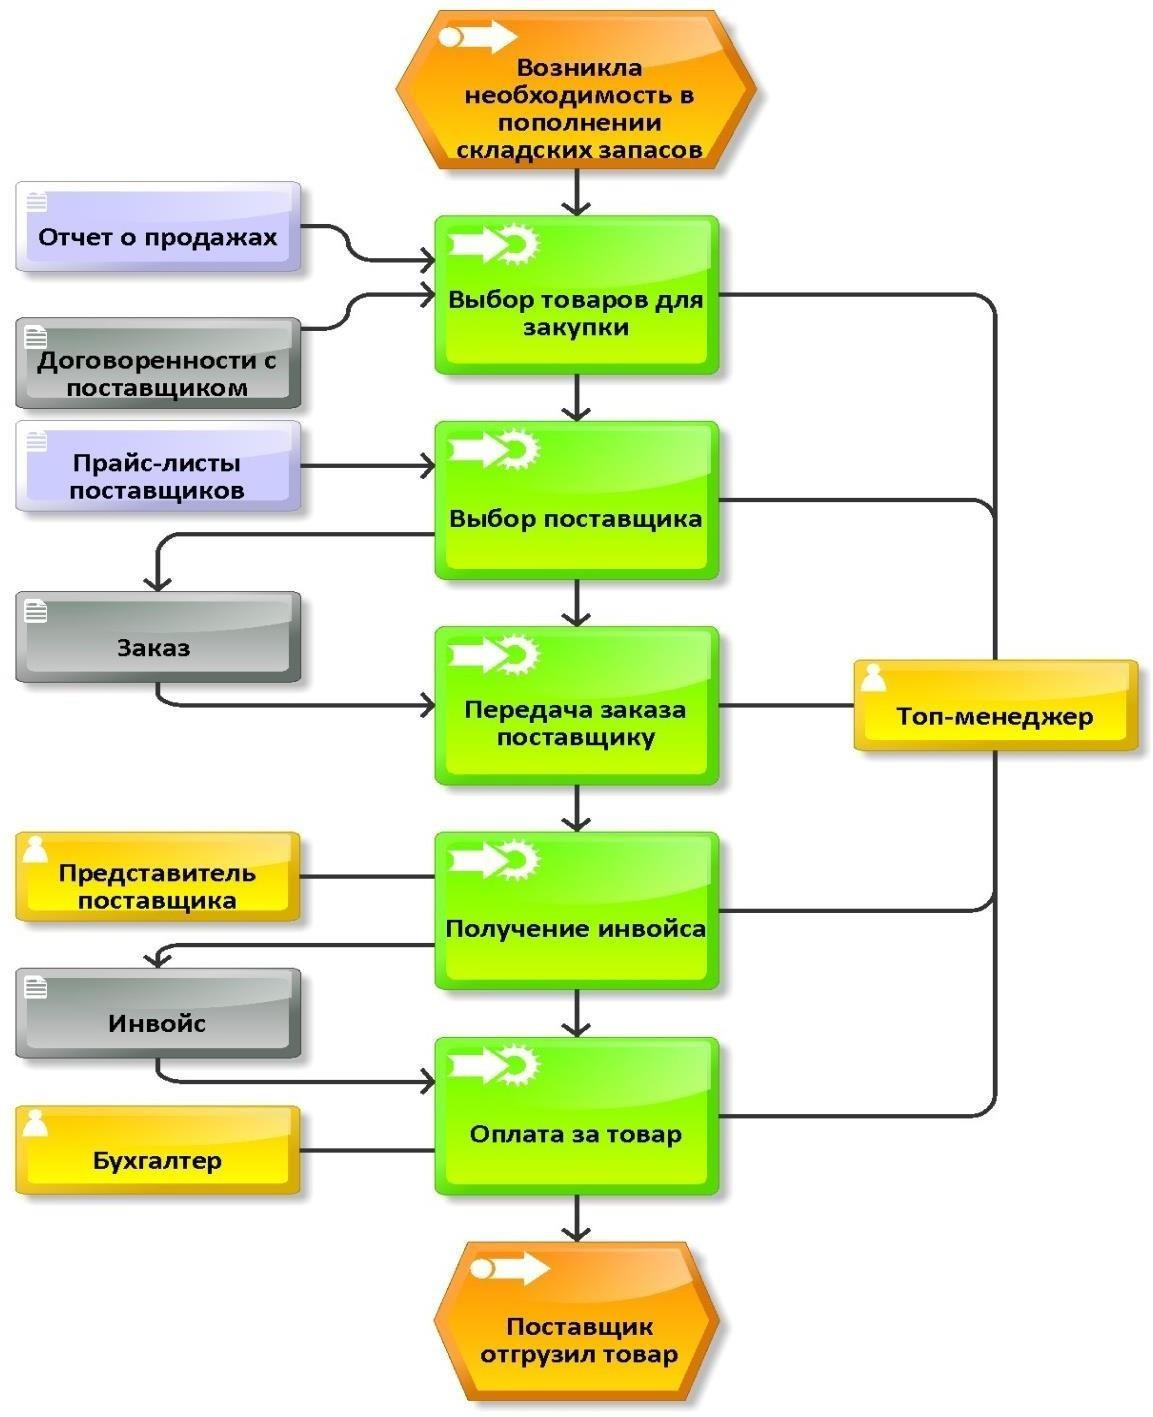 Возникла
необходимость в
пополнении
складских запасов
Отчет о продажах
Выбор товаров для
закупки
Договоренности с
поставщиком
Прайс-листы
поставщиков
Выбор поставщика
Заказ
Передача заказа
поставщику
Топ-менеджер
Представитель
поставщика
Получение инвойса
Инвойс
Оплата за товар
Бухгалтер
Поставщик
отгрузил товар